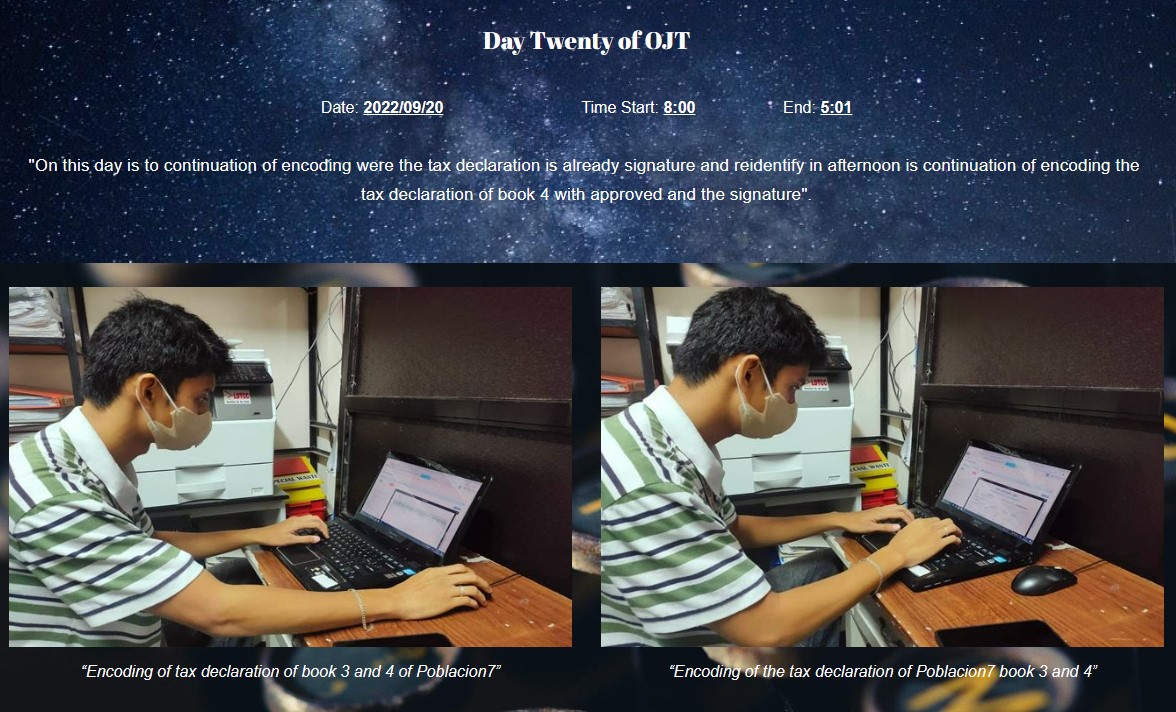 Day Twenty of OJT
Date: 2022/09/20 Time Start: 8:00 End: 5:01
"On this day is to continuation of encoding were the tax declaration is already signature and reidentify in afternoon is continuation of encoding the
tax declaration of book 4 with approved and the signature".
SPECIAL WASTE
SPECIAL
“Encoding of tax declaration of book 3 and 4 of Poblacion7”
“Encoding of the tax declaration of Poblacion7 book 3 and 4”